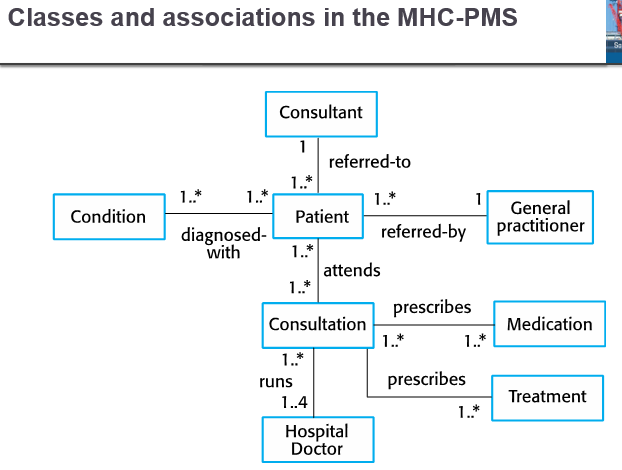 Classes and associations in the MHC-PMS
Consultant
1
referred-to
1..*
Condition
1..*
1..*
Patient
1..*
1
General
practitioner
diagnosed-
with
referred-by
1..*
attends
1..*
Consultation
prescribes
1..*
1..*
Medication
1..*
runs
1..4
prescribes
1..*
Treatment
Hospital
Doctor